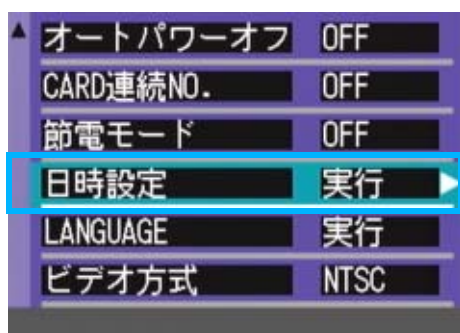 オートパワーオフ OFF
CARD連続NO. OFF
節電モード OFF
日時設定 実行
LANGUAGE 実行
ビデオ方式 NTSC